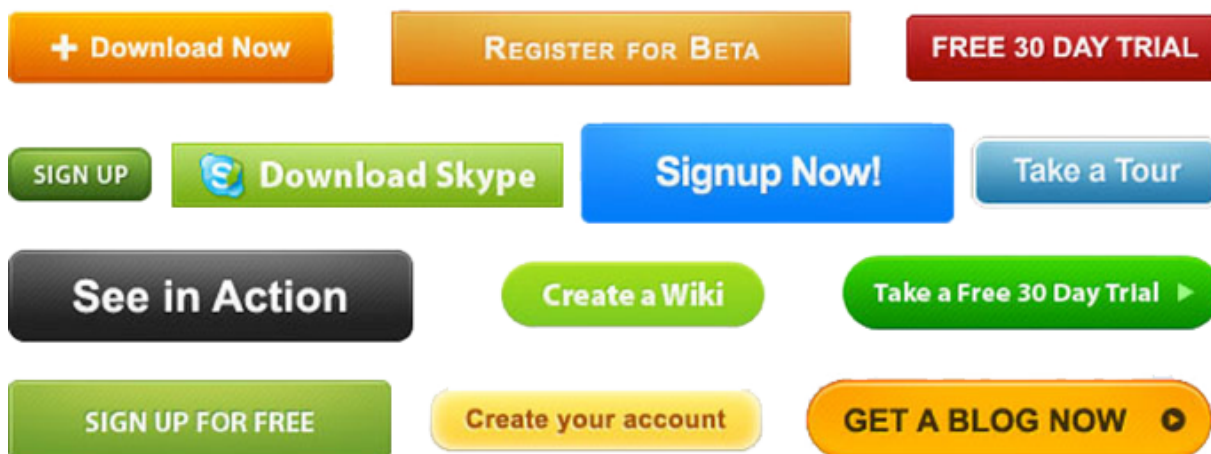 + Download Now
REGISTER FOR BETA
FREE 30 DAY TRIAL
SIGN UP
Download Skype
Signup Now!
Take a Tour
See in Action
Create a Wiki
Take a Free 30 Day Trial
SIGN UP FOR FREE
Create your account
GET A BLOG NOW